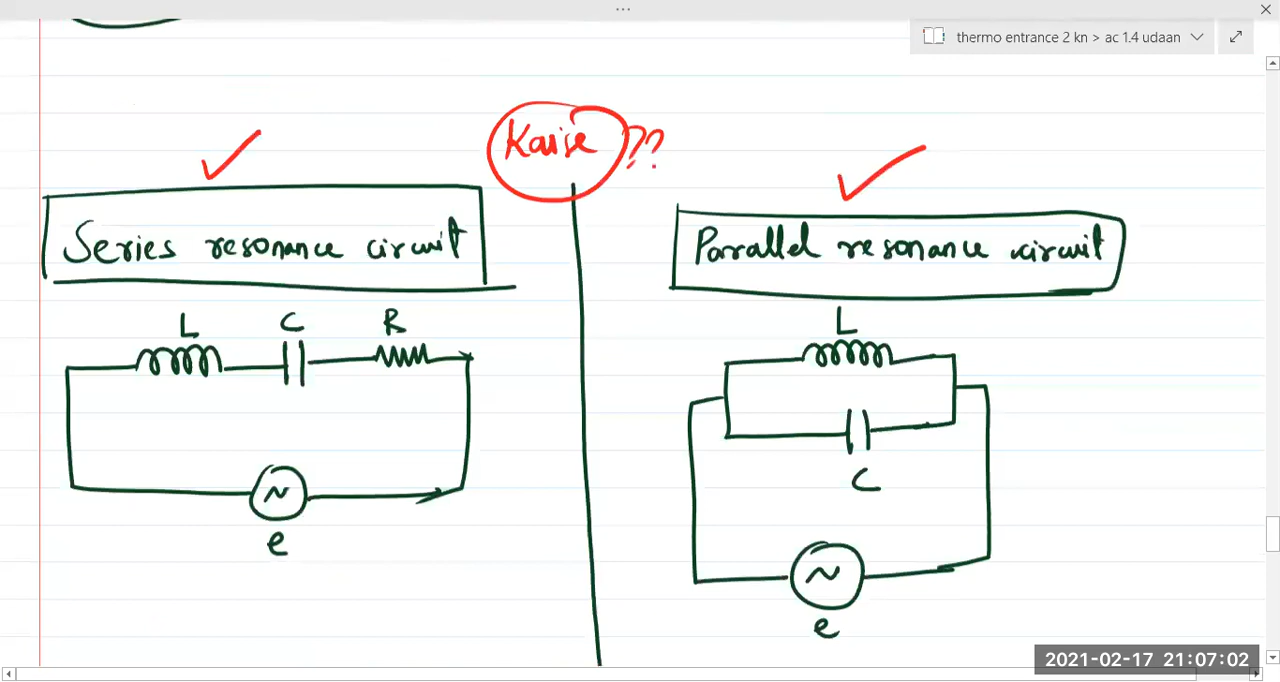 thermo entrance 2 kn > ac 1.4 udaan
Kaise ??
Series resonance circuit
L C R
e
Parallel resonance circuit
L
C
e
2021-02-17 21:07:02